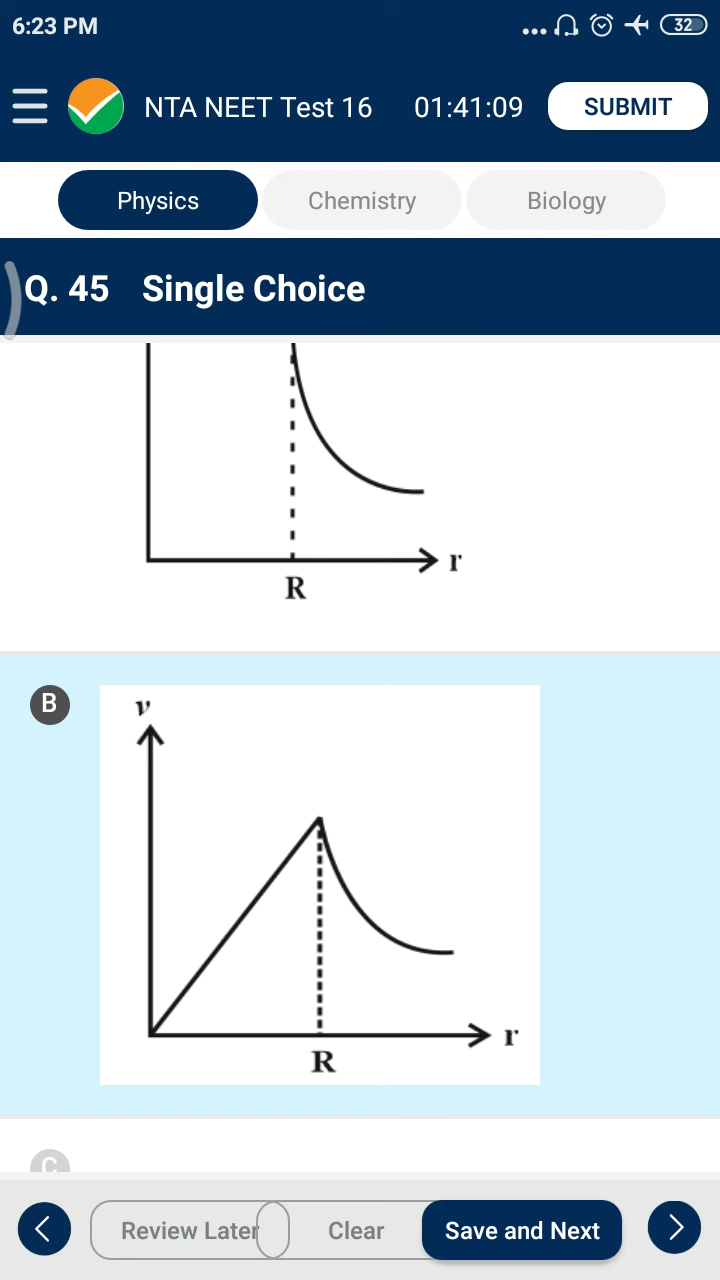 6:23 PM
32
NTA NEET Test 16 01:41:09 SUBMIT
Physics Chemistry Biology
Q. 45 Single Choice
r
R
B
v
r
R
C
Review Later Clear Save and Next